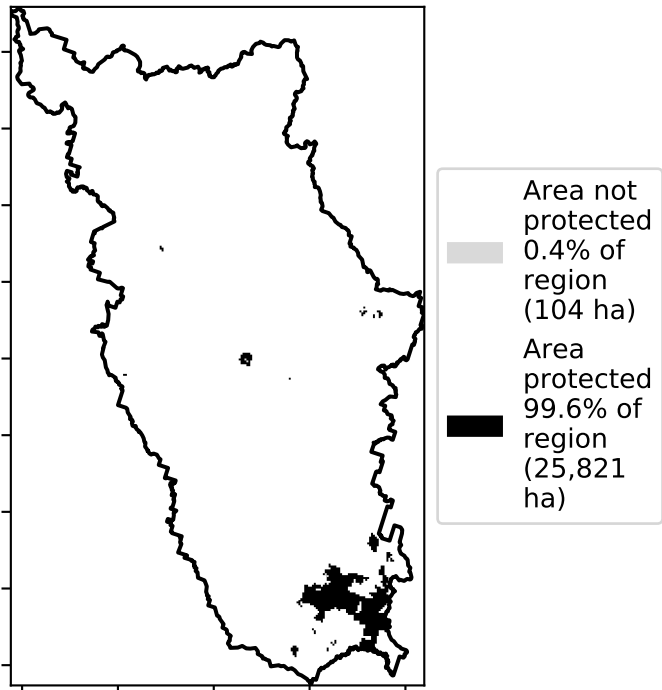 Area not
protected
0.4% of
region
(104 ha)
Area
protected
99.6% of
region
(25,821
ha)